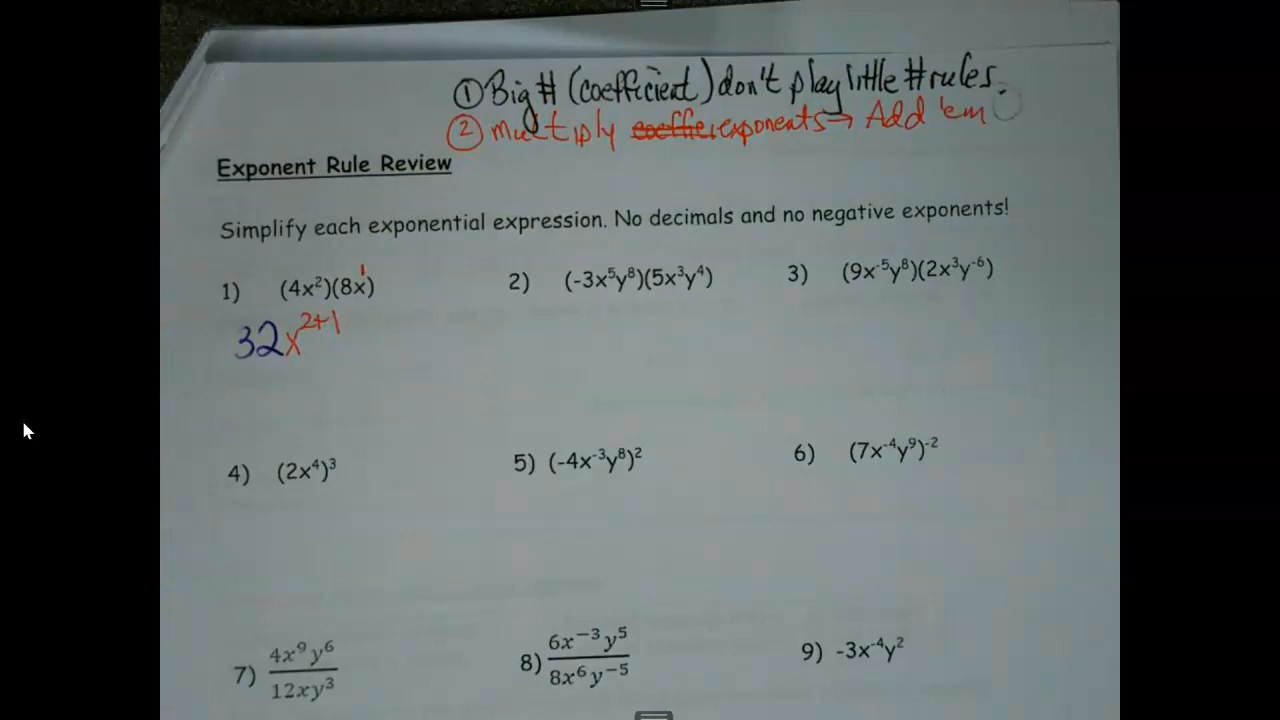 ① Big # (coefficient) don't play little # rules.
② multiply coeffici exponents → Add 'em
Exponent Rule Review
Simplify each exponential expression. No decimals and no negative exponents!
1) (4x²)(8x¹) 2) (-3x⁵y⁸)(5x³y⁴) 3) (9x⁻⁵y⁸)(2x³y⁻⁶)
32x²⁺¹
4) (2x⁴)³ 5) (-4x⁻³y⁸)² 6) (7x⁻⁴y⁹)⁻²
7) 4x⁹y⁶/12xy³ 8) 6x⁻³y⁵/8x⁶y⁻⁵ 9) -3x⁻⁴y²